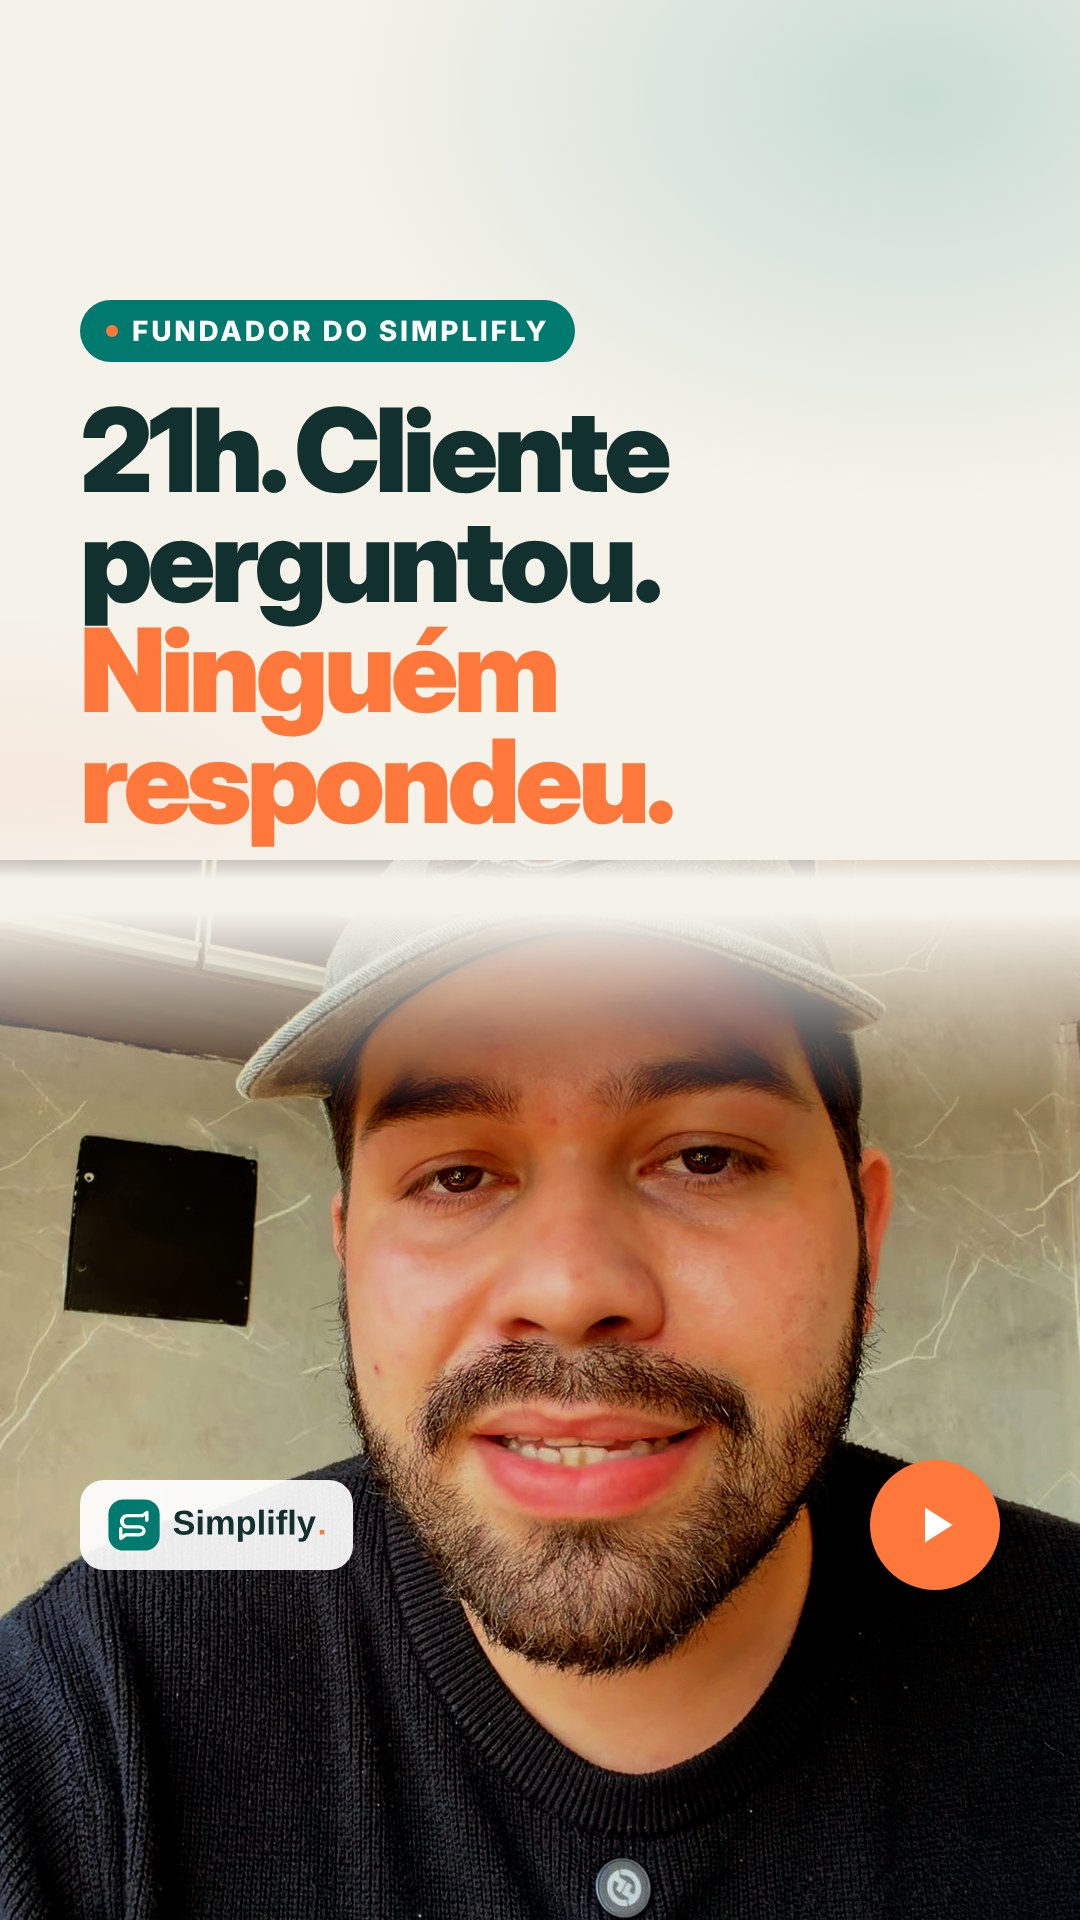 FUNDADOR DO SIMPLIFLY
21h. Cliente
perguntou.
Ninguém
respondeu.
Simplifly.